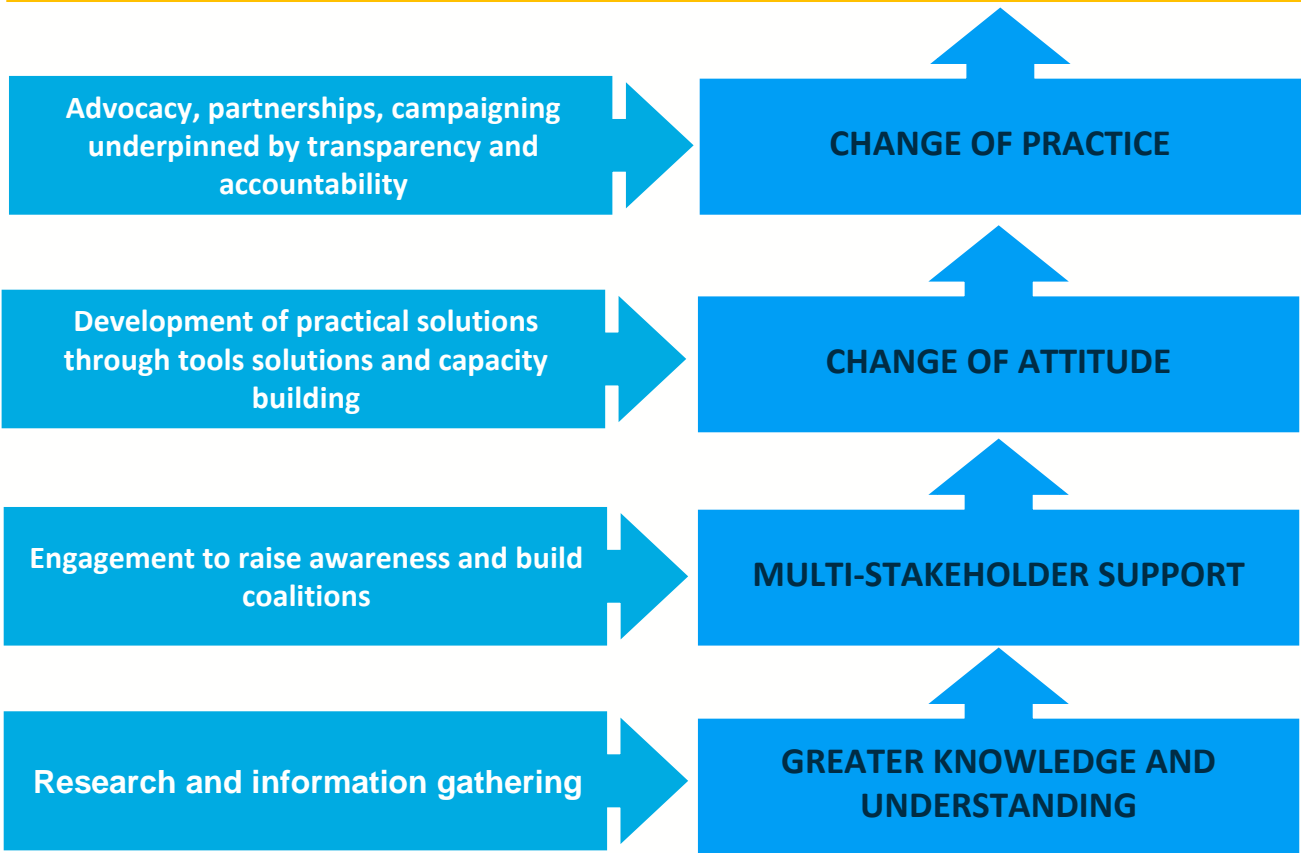 Advocacy, partnerships, campaigning
underpinned by transparency and
accountability
CHANGE OF PRACTICE
Development of practical solutions
through tools solutions and capacity
building
CHANGE OF ATTITUDE
Engagement to raise awareness and build
coalitions
MULTI-STAKEHOLDER SUPPORT
Research and information gathering
GREATER KNOWLEDGE AND
UNDERSTANDING